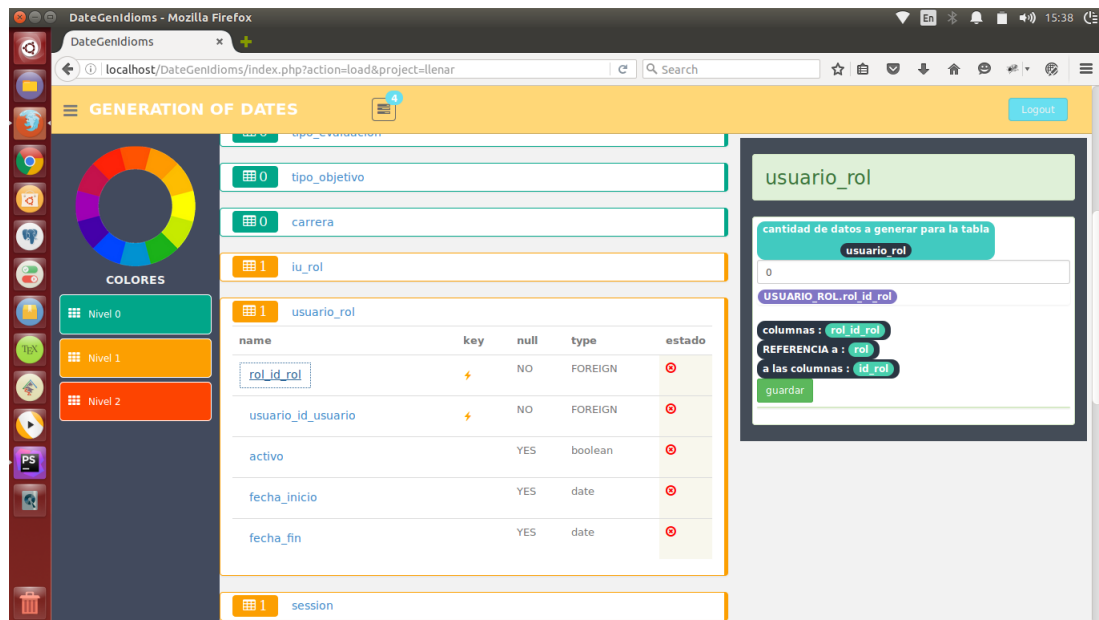 DateGenIdioms - Mozilla Firefox
En
15:38
DateGenIdioms
localhost/DateGenIdioms/index.php?action=load&project=llenar
Search
GENERATION OF DATES
4
Logout
COLORES
Nivel 0
Nivel 1
Nivel 2
0 tipo_evaluacion
0 tipo_objetivo
0 carrera
1 iu_rol
1 usuario_rol
name key null type estado
rol_id_rol NO FOREIGN
usuario_id_usuario NO FOREIGN
activo YES boolean
fecha_inicio YES date
fecha_fin YES date
1 session
usuario_rol
cantidad de datos a generar para la tabla
usuario_rol
0
USUARIO_ROL.rol_id_rol
columnas : rol_id_rol
REFERENCIA a : rol
a las columnas : id_rol
guardar
TEX
PS